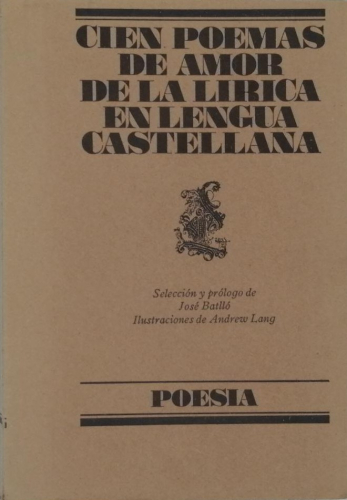 CIEN POEMAS
DE AMOR
DE LA LIRICA
EN LENGUA
CASTELLANA
Selección y prólogo de
José Batlló
Ilustraciones de Andrew Lang
POESIA